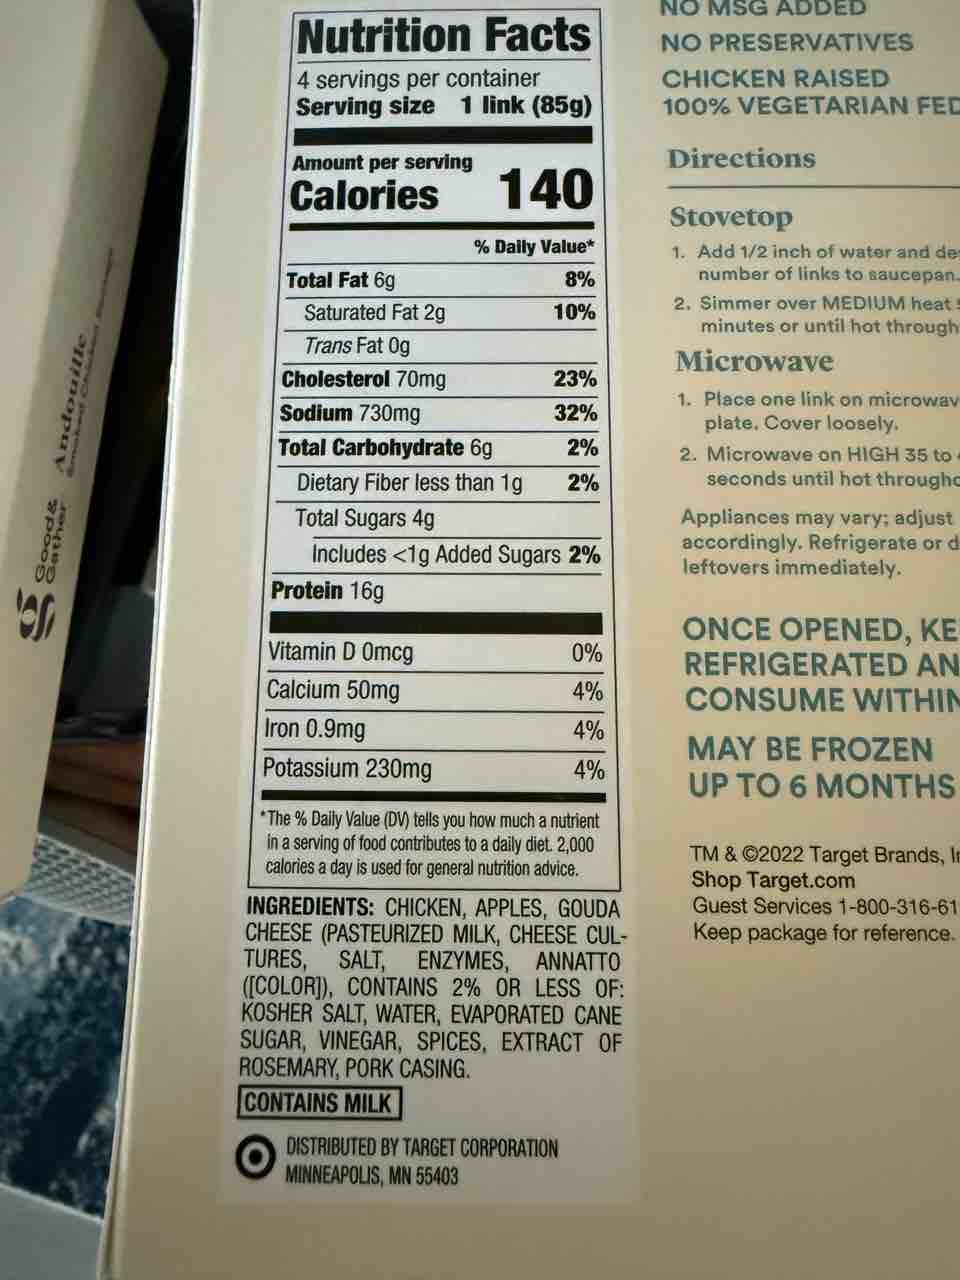 Good&
Gather
Andouille
Smoked Chicken Sausage
Nutrition Facts
4 servings per container
Serving size 1 link (85g)
Amount per serving
Calories 140
% Daily Value*
Total Fat 6g 8%
Saturated Fat 2g 10%
Trans Fat 0g
Cholesterol 70mg 23%
Sodium 730mg 32%
Total Carbohydrate 6g 2%
Dietary Fiber less than 1g 2%
Total Sugars 4g
Includes <1g Added Sugars 2%
Protein 16g
Vitamin D 0mcg 0%
Calcium 50mg 4%
Iron 0.9mg 4%
Potassium 230mg 4%
*The % Daily Value (DV) tells you how much a nutrient
in a serving of food contributes to a daily diet. 2,000
calories a day is used for general nutrition advice.
INGREDIENTS: CHICKEN, APPLES, GOUDA
CHEESE (PASTEURIZED MILK, CHEESE CUL-
TURES, SALT, ENZYMES, ANNATTO
([COLOR]), CONTAINS 2% OR LESS OF:
KOSHER SALT, WATER, EVAPORATED CANE
SUGAR, VINEGAR, SPICES, EXTRACT OF
ROSEMARY, PORK CASING.
CONTAINS MILK
DISTRIBUTED BY TARGET CORPORATION
MINNEAPOLIS, MN 55403
NO MSG ADDED
NO PRESERVATIVES
CHICKEN RAISED
100% VEGETARIAN FED
Directions
Stovetop
1. Add 1/2 inch of water and
number of links to saucepan.
2. Simmer over MEDIUM heat
minutes or until hot through
Microwave
1. Place one link on microwav
plate. Cover loosely.
2. Microwave on HIGH 35 to
seconds until hot through
Appliances may vary; adjust
accordingly. Refrigerate or
leftovers immediately.
ONCE OPENED,
REFRIGERATED
CONSUME WITHIN
MAY BE FROZEN
UP TO 6 MONTHS
TM & ©2022 Target Brands,
Shop Target.com
Guest Services 1-800-316-61
Keep package for reference.